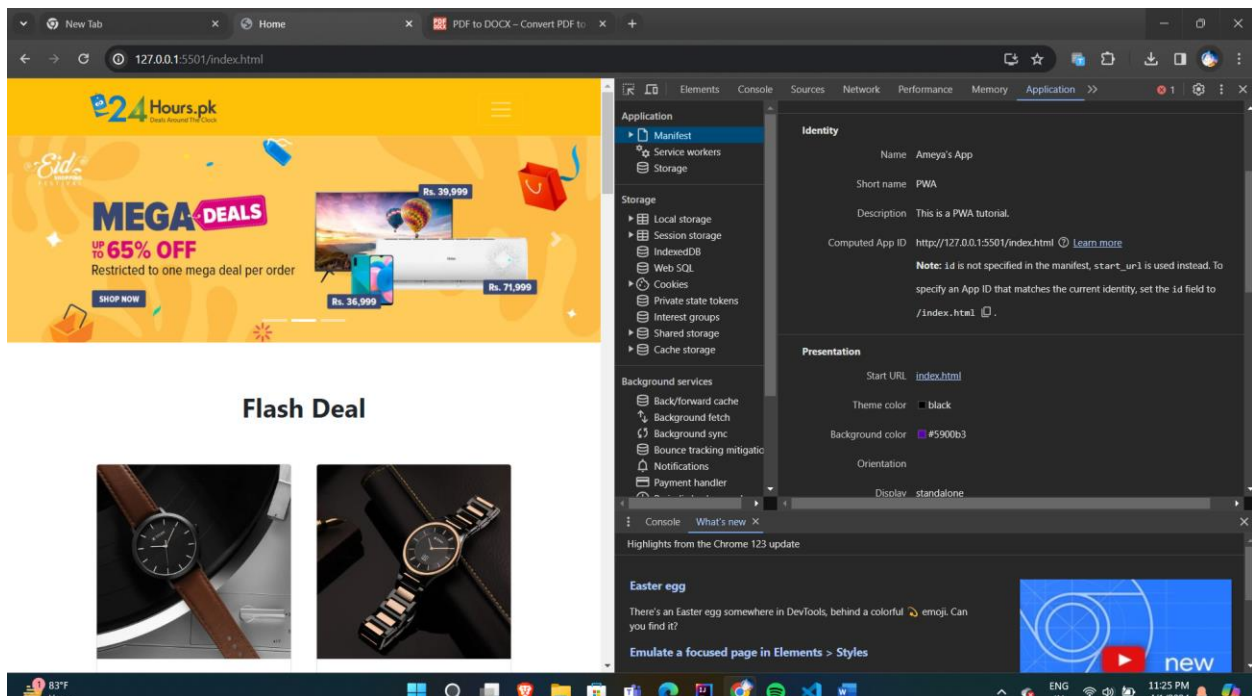 New Tab
Home
PDF to DOCX – Convert PDF to
127.0.0.1:5501/index.html
24 Hours.pk
Deals Around The Clock
Eid
SHOPPING
FESTIVAL
MEGA DEALS
UP TO 65% OFF
Restricted to one mega deal per order
SHOP NOW
Rs. 39,999
Rs. 36,999
Rs. 71,999
Flash Deal
Elements Console Sources Network Performance Memory Application 1
Application
Manifest
Service workers
Storage
Storage
Local storage
Session storage
IndexedDB
Web SQL
Cookies
Private state tokens
Interest groups
Shared storage
Cache storage
Background services
Back/forward cache
Background fetch
Background sync
Bounce tracking mitigatio
Notifications
Payment handler
Identity
Name Ameya's App
Short name PWA
Description This is a PWA tutorial.
Computed App ID http://127.0.0.1:5501/index.html Learn more
Note: id is not specified in the manifest, start_url is used instead. To
specify an App ID that matches the current identity, set the id field to
/index.html .
Presentation
Start URL index.html
Theme color black
Background color #5900b3
Orientation
Display standalone
Console What's new
Highlights from the Chrome 123 update
Easter egg
There's an Easter egg somewhere in DevTools, behind a colorful 💫 emoji. Can
you find it?
Emulate a focused page in Elements > Styles
new
83°F
ENG
11:25 PM